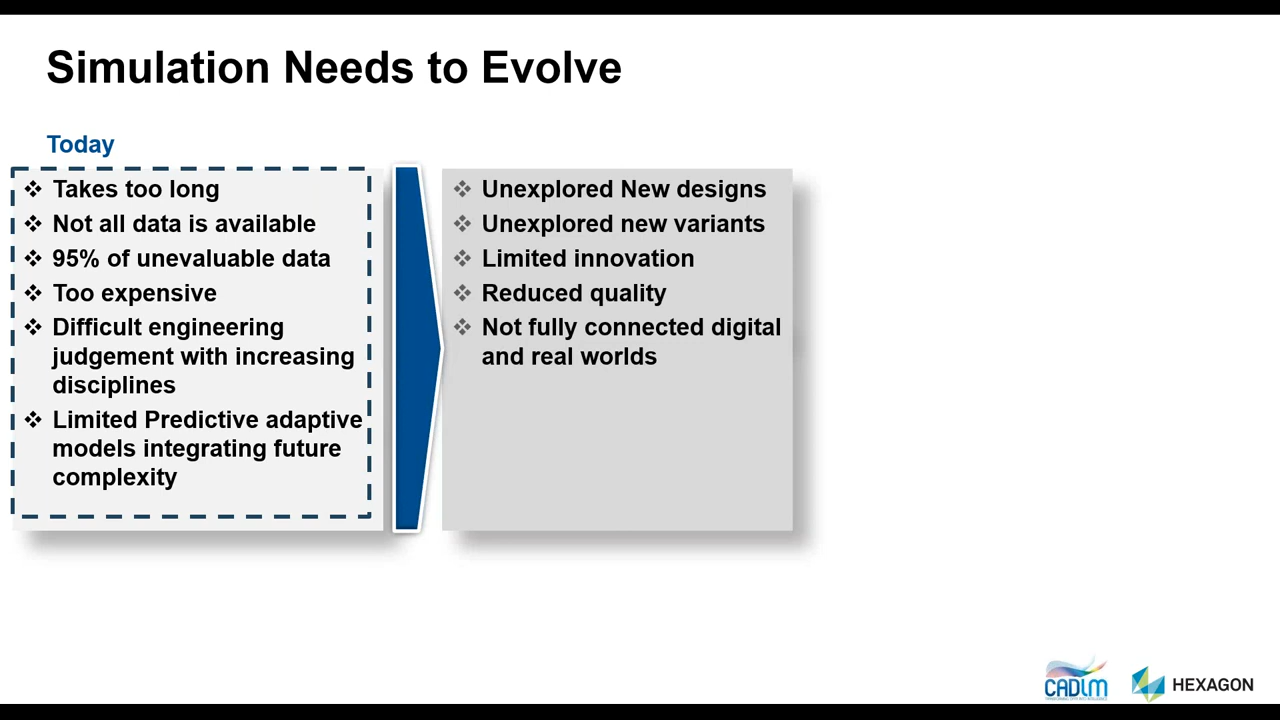 Simulation Needs to Evolve
Today
❖ Takes too long
❖ Not all data is available
❖ 95% of unevaluable data
❖ Too expensive
❖ Difficult engineering
judgement with increasing
disciplines
❖ Limited Predictive adaptive
models integrating future
complexity
❖ Unexplored New designs
❖ Unexplored new variants
❖ Limited innovation
❖ Reduced quality
❖ Not fully connected digital
and real worlds
CADLM
HEXAGON